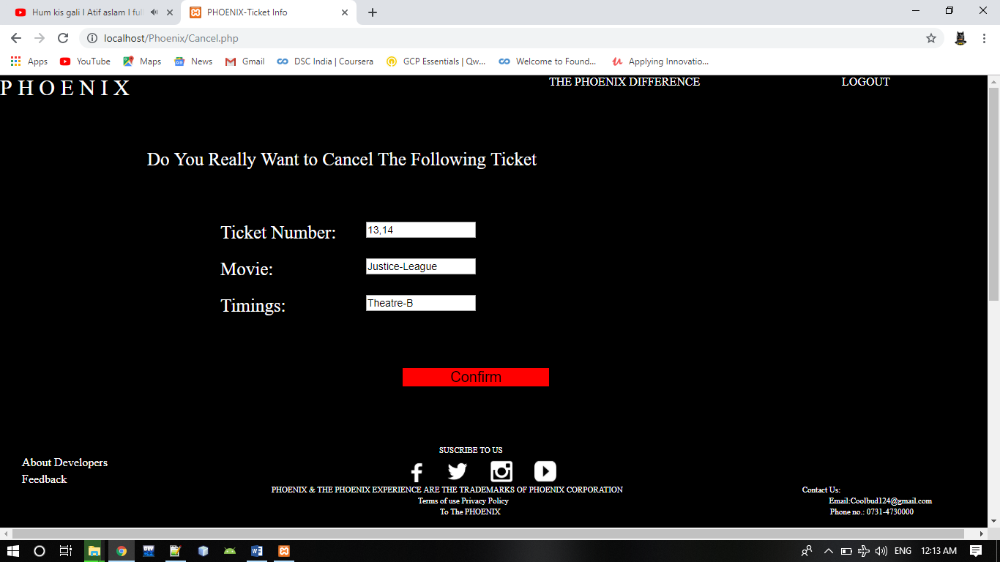 Hum kis gali I Atif aslam I ful
PHOENIX-Ticket Info
localhost/Phoenix/Cancel.php
Apps YouTube Maps News Gmail DSC India | Coursera GCP Essentials | Qw... Welcome to Found... Applying Innovatio...
P H O E N I X
THE PHOENIX DIFFERENCE
LOGOUT
Do You Really Want to Cancel The Following Ticket
Ticket Number: 13,14
Movie: Justice-League
Timings: Theatre-B
Confirm
SUSCRIBE TO US
About Developers
Feedback
PHOENIX & THE PHOENIX EXPERIENCE ARE THE TRADEMARKS OF PHOENIX CORPORATION
Terms of use Privacy Policy
To The PHOENIX
Contact Us:
Email:Coolbud124@gmail.com
Phone no.: 0731-4730000
ENG 12:13 AM